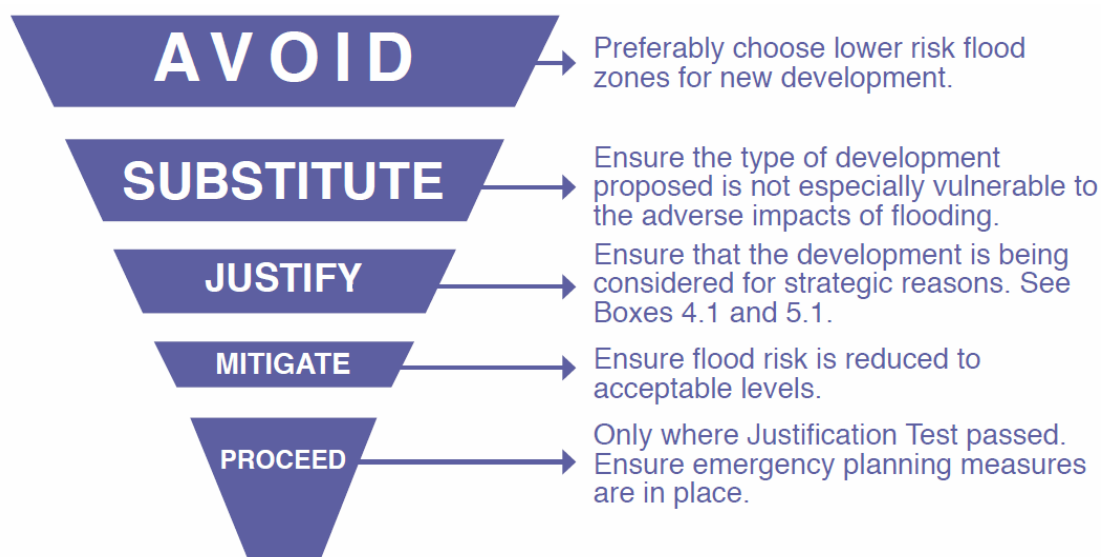 AVOID
Preferably choose lower risk flood
zones for new development.
SUBSTITUTE
Ensure the type of development
proposed is not especially vulnerable to
the adverse impacts of flooding.
JUSTIFY
Ensure that the development is being
considered for strategic reasons. See
Boxes 4.1 and 5.1.
MITIGATE
Ensure flood risk is reduced to
acceptable levels.
PROCEED
Only where Justification Test passed.
Ensure emergency planning measures
are in place.